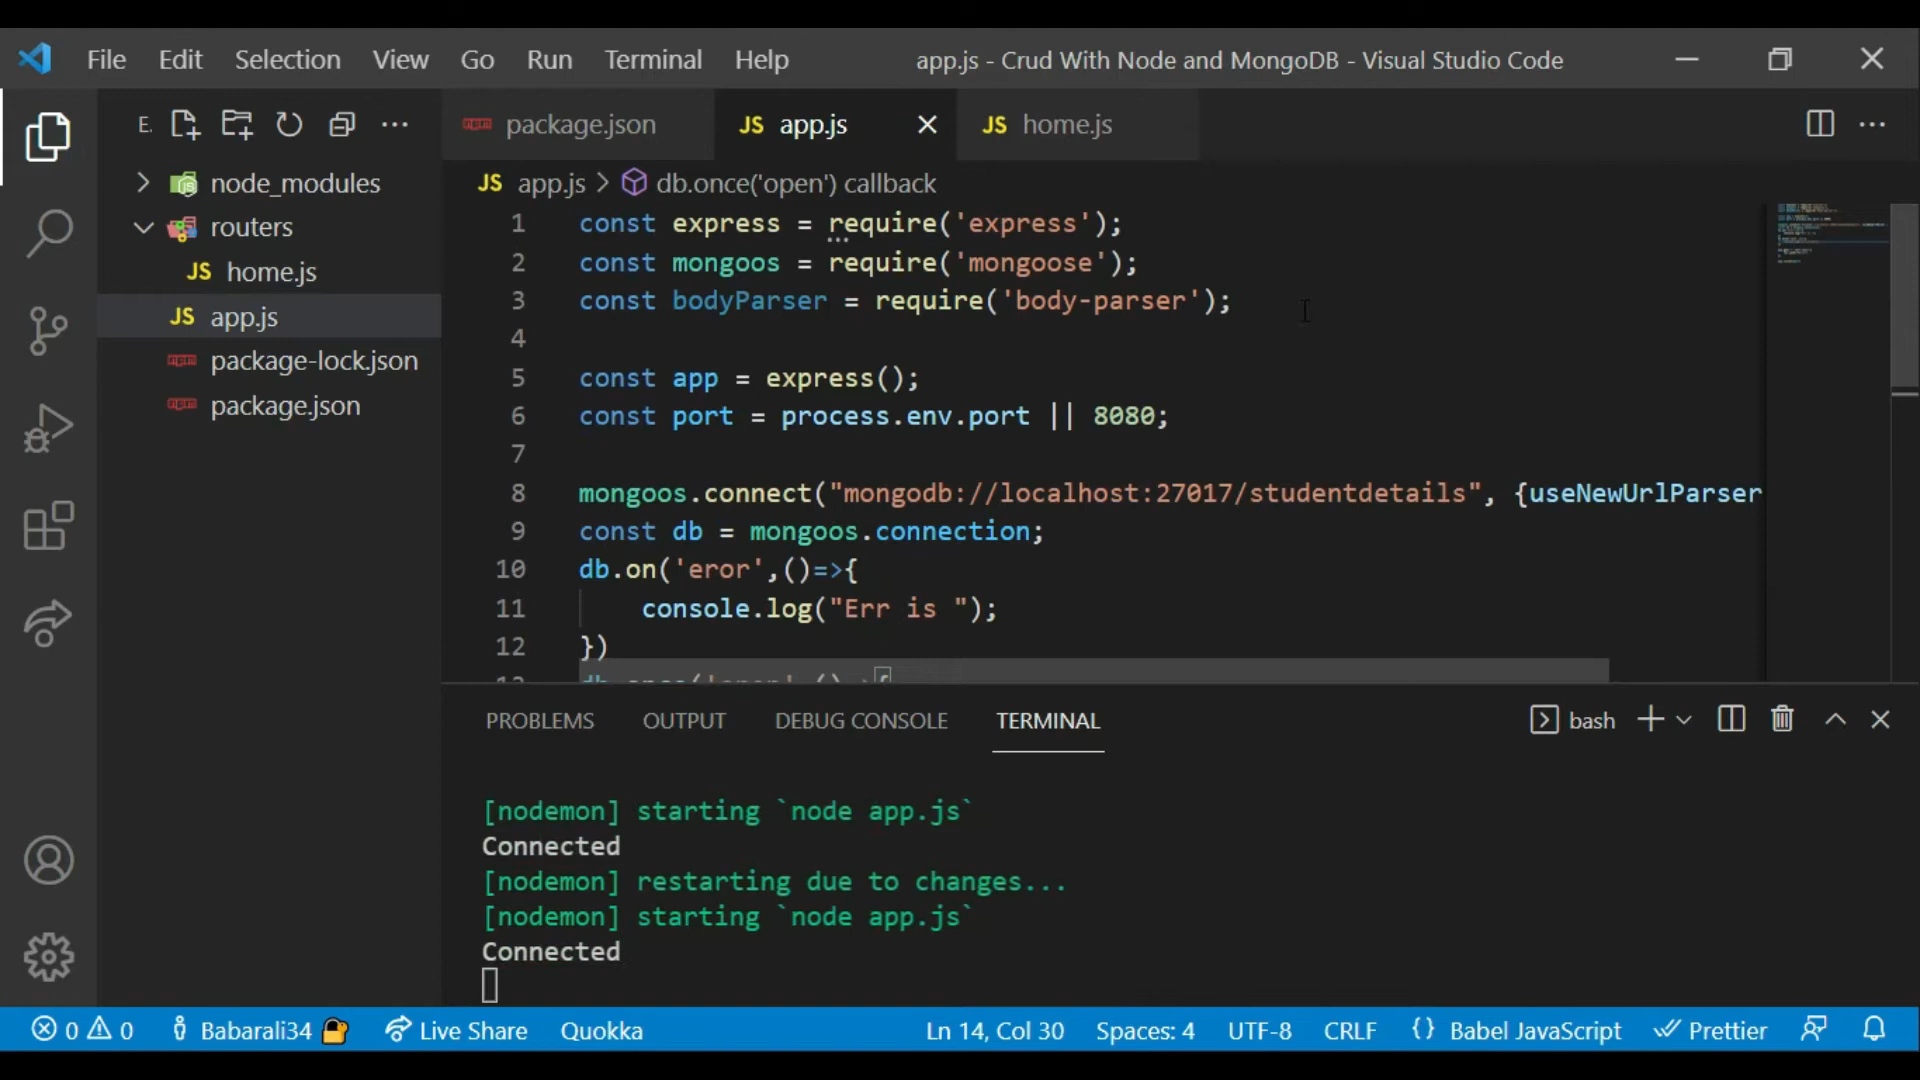 File Edit Selection View Go Run Terminal Help app.js - Crud With Node and MongoDB - Visual Studio Code
E.
package.json JS app.js JS home.js
node_modules
routers
JS home.js
JS app.js
package-lock.json
package.json
JS app.js > db.once('open') callback
1 const express = require('express');
2 const mongoos = require('mongoose');
3 const bodyParser = require('body-parser');
4
5 const app = express();
6 const port = process.env.port || 8080;
7
8 mongoos.connect("mongodb://localhost:27017/studentdetails", {useNewUrlParser
9 const db = mongoos.connection;
10 db.on('eror',()=>{
11 console.log("Err is ");
12 })
PROBLEMS OUTPUT DEBUG CONSOLE TERMINAL bash
[nodemon] starting `node app.js`
Connected
[nodemon] restarting due to changes...
[nodemon] starting `node app.js`
Connected
0 0 Babarali34 Live Share Quokka Ln 14, Col 30 Spaces: 4 UTF-8 CRLF {} Babel JavaScript Prettier